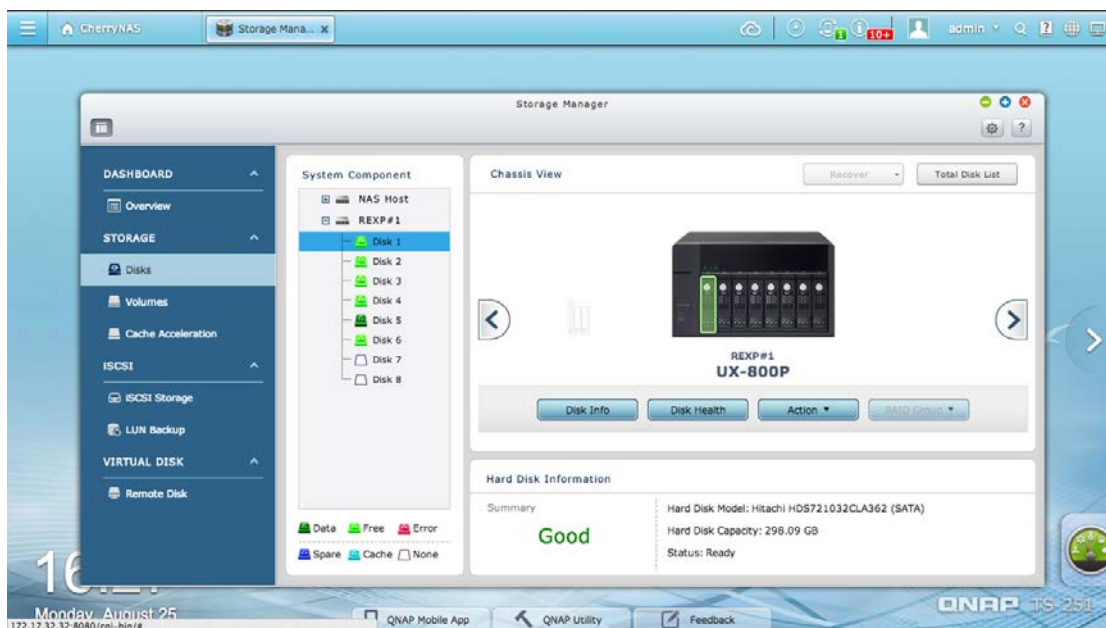 CherryNAS
Storage Mana... x
1
10+
admin
Storage Manager
DASHBOARD
Overview
STORAGE
Disks
Volumes
Cache Acceleration
iSCSI
iSCSI Storage
LUN Backup
VIRTUAL DISK
Remote Disk
System Component
NAS Host
REXP#1
Disk 1
Disk 2
Disk 3
Disk 4
Disk 5
Disk 6
Disk 7
Disk 8
Data Free Error
Spare Cache None
Chassis View
Recover
Total Disk List
REXP#1
UX-800P
Disk Info
Disk Health
Action
RAID Group
Hard Disk Information
Summary
Good
Hard Disk Model: Hitachi HDS721032CLA362 (SATA)
Hard Disk Capacity: 298.09 GB
Status: Ready
Monday, August 25
172.17.32.32:8080/cgi-bin/#
QNAP Mobile App
QNAP Utility
Feedback
QNAP TS-251